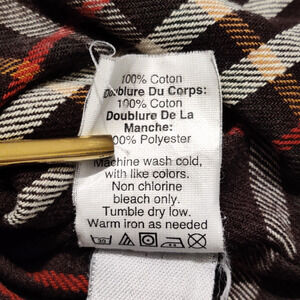 100% Coton
Doublure Du Corps:
100% Coton
Doublure De La
Manche:
00% Polyester
Machine wash cold,
with like colors.
Non chlorine
bleach only.
Tumble dry low.
Warm iron as needed